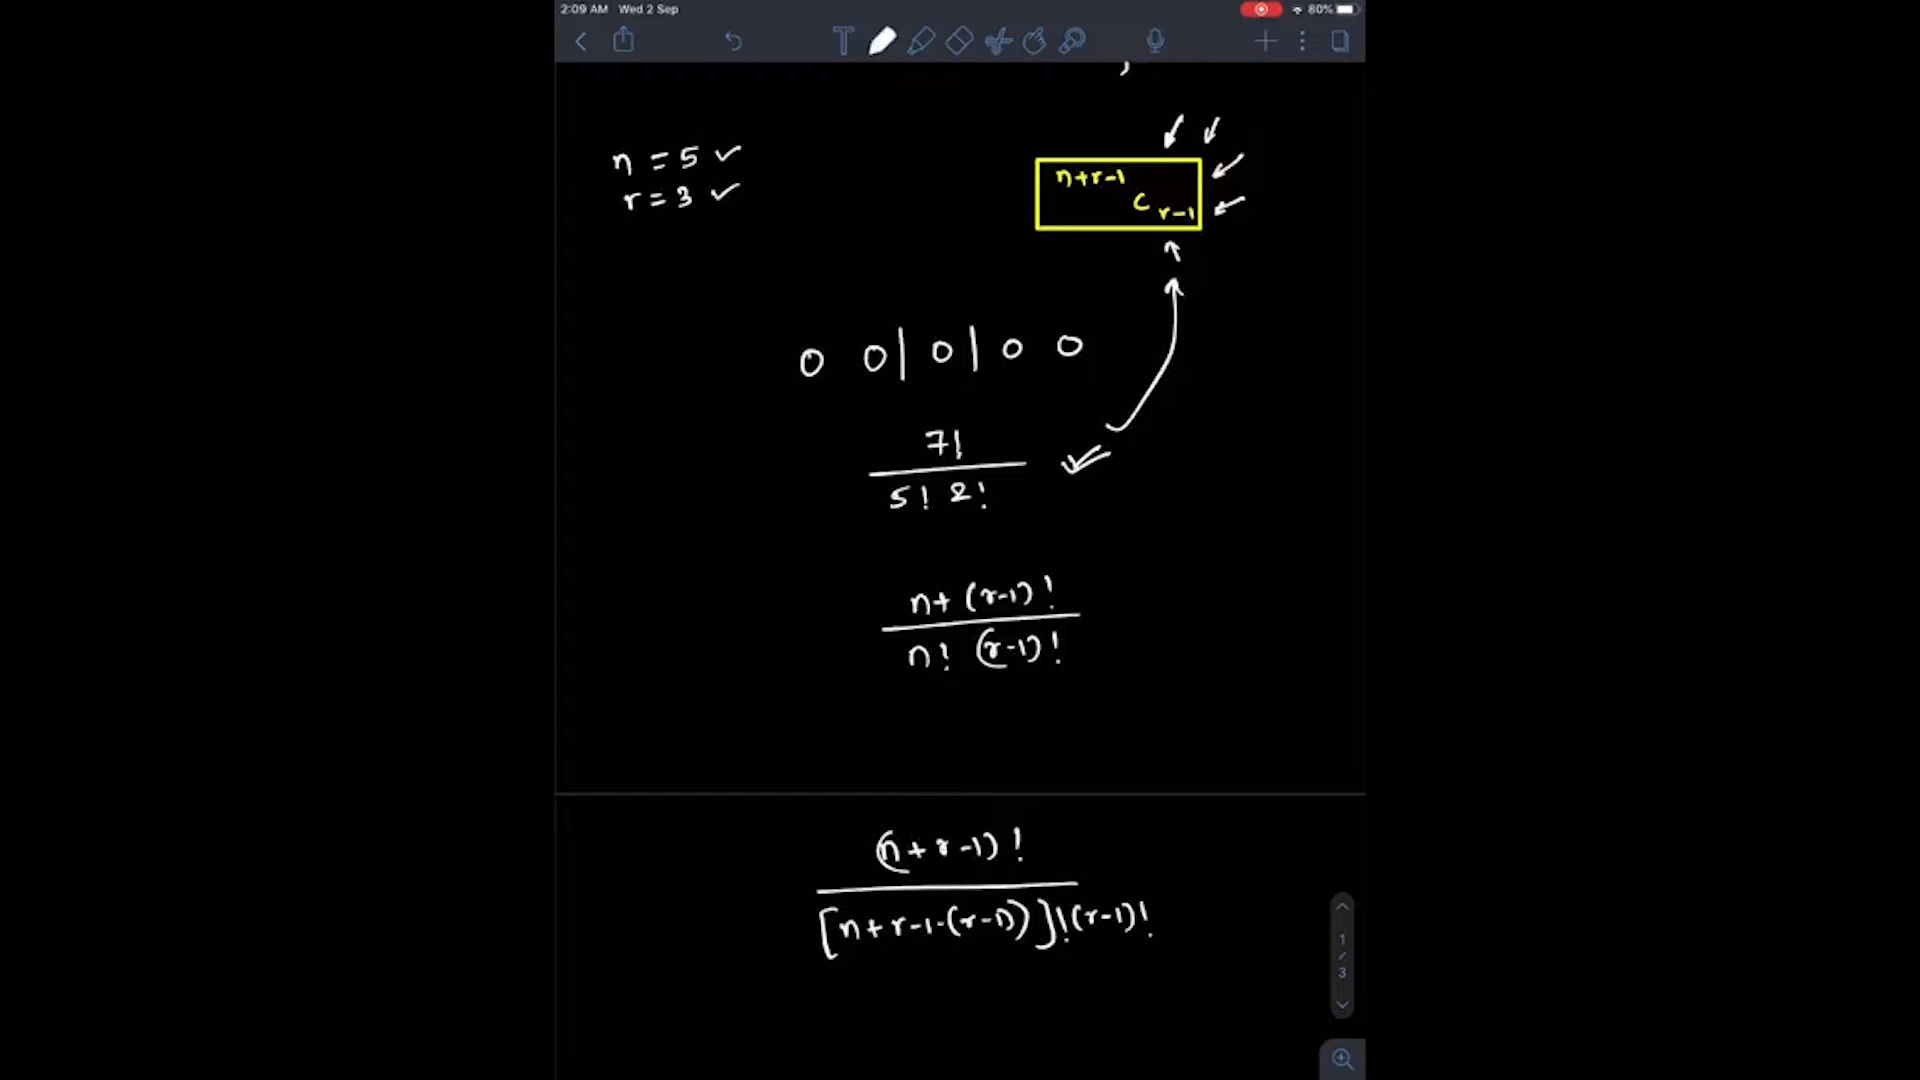 2:09 AM Wed 2 Sep 80%
T
n = 5 ✓
r = 3 ✓
n+r-1
C r-1
0 0 | 0 | 0 0
7!
5! 2!
n+ (r-1)!
n! (r-1)!
(n+r-1)!
[n+r-1-(r-1))]!(r-1)!
1
/
3